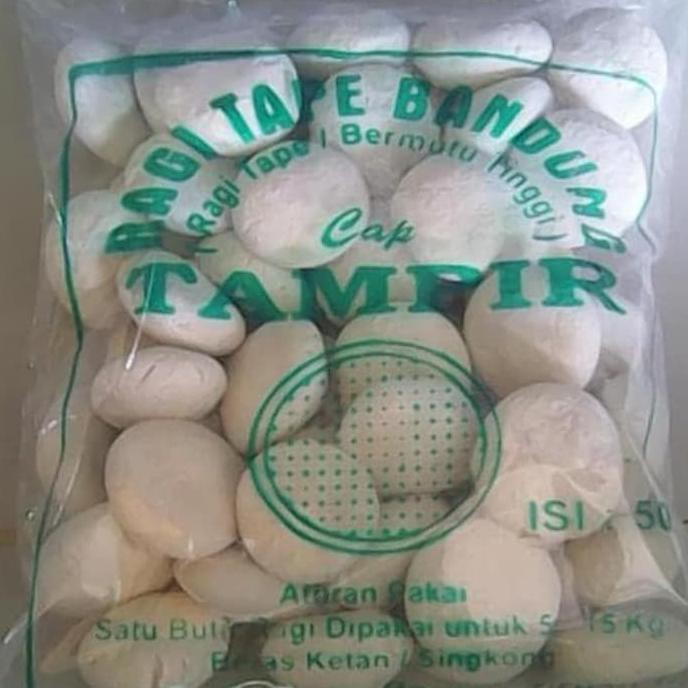 RAGI TAPE BANDUNG
( Ragi Tape I Bermutu Tinggi )
Cap
TAMPIR
ISI : 50
Aturan Pakai
Satu Butir Ragi Dipakai untuk 5 - 15 Kg
Beras Ketan / Singkong